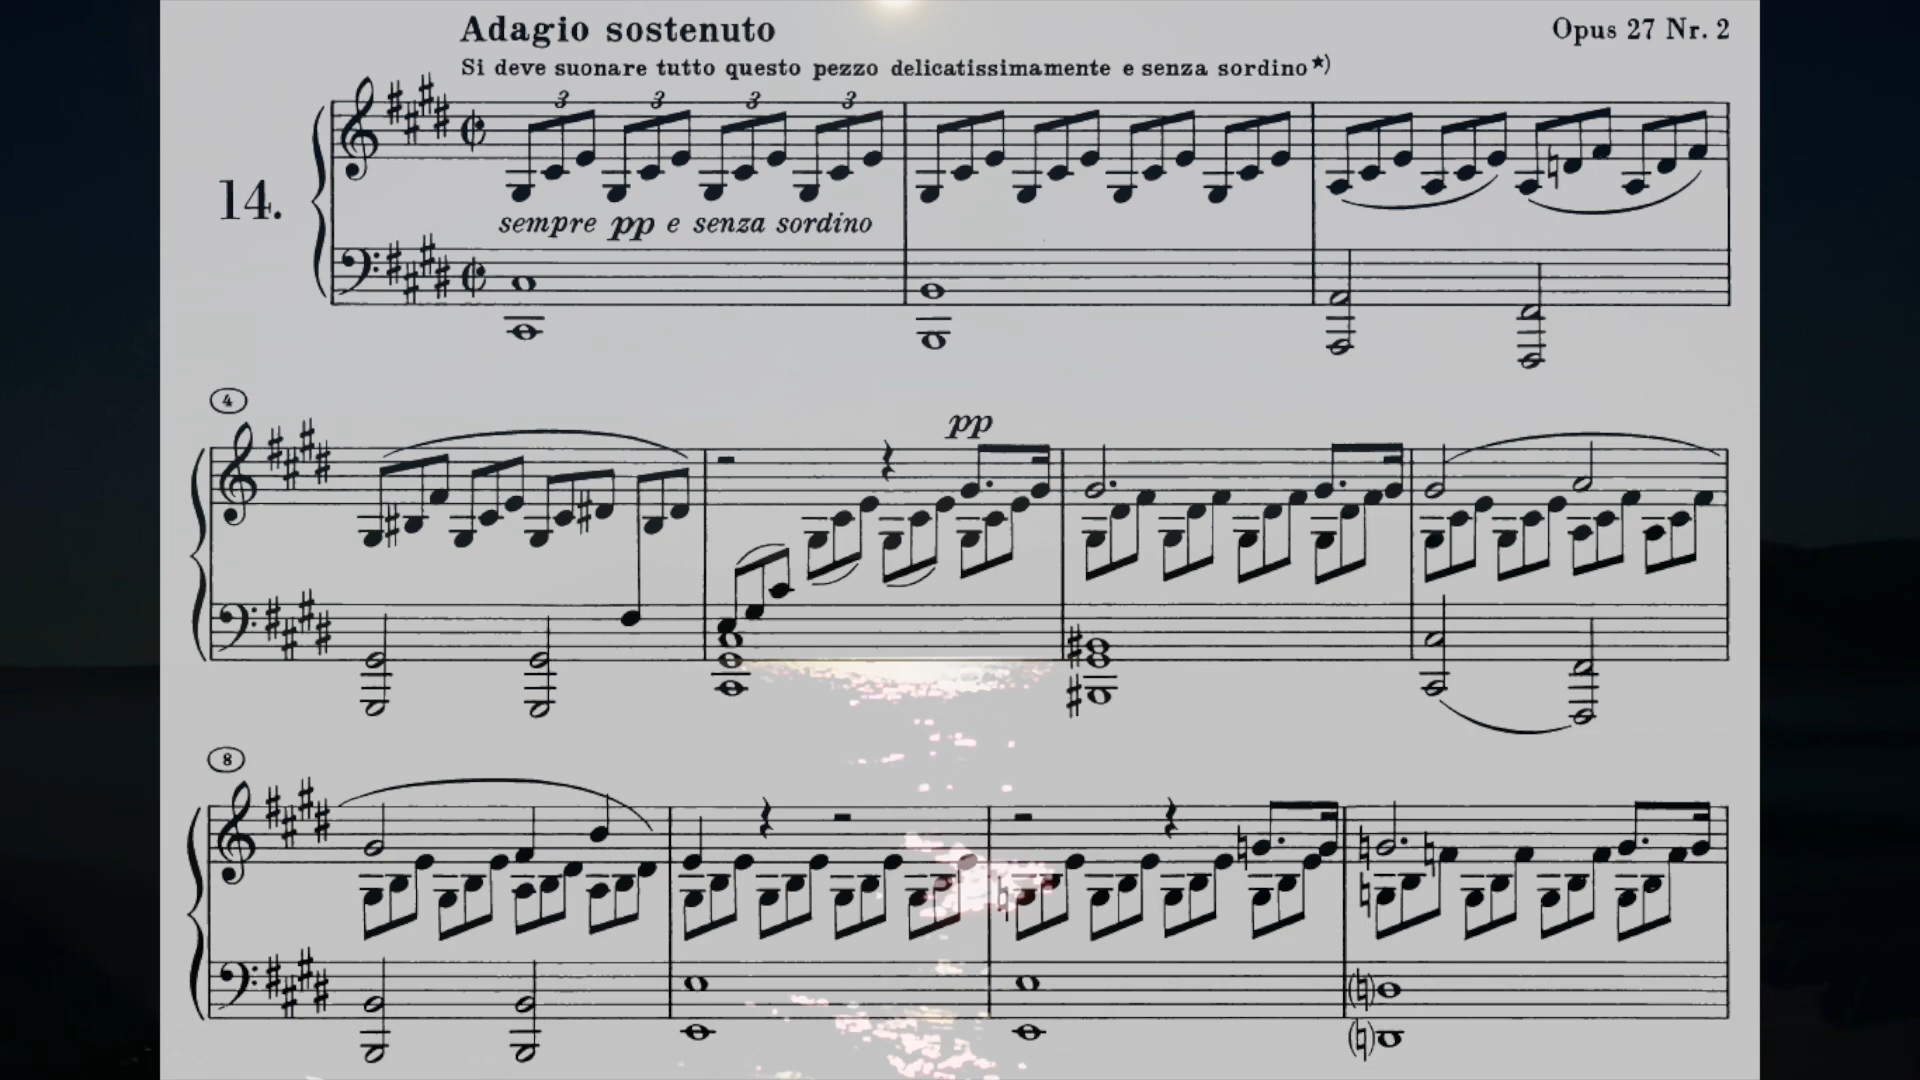 Adagio sostenuto
Opus 27 Nr. 2
Si deve suonare tutto questo pezzo delicatissimamente e senza sordino*)
3 3 3 3
14.
sempre pp e senza sordino
4
pp
8